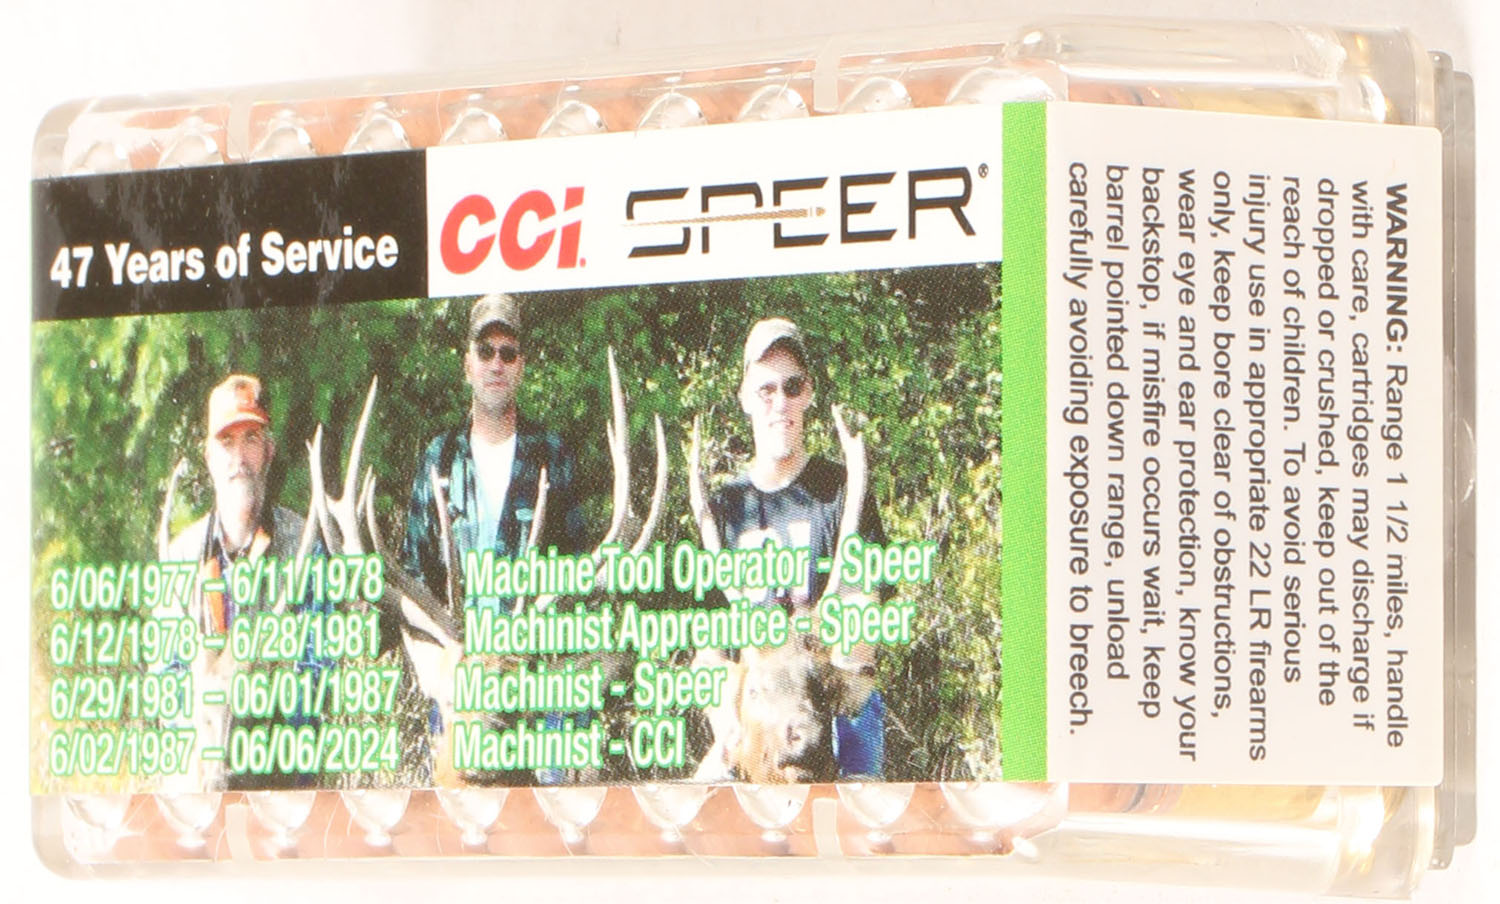 47 Years of Service
CCI.
SPEER®
6/06/1977 – 6/11/1978 Machine Tool Operator - Speer
6/12/1978 – 6/28/1981 Machinist Apprentice - Speer
6/29/1981 – 06/01/1987 Machinist - Speer
6/02/1987 – 06/06/2024 Machinist - CCI
WARNING: Range 1 1/2 miles, handle
with care, cartridges may discharge if
dropped or crushed, keep out of the
reach of children. To avoid serious
injury use in appropriate 22 LR firearms
only, keep bore clear of obstructions,
wear eye and ear protection, know your
backstop, if misfire occurs wait, keep
barrel pointed down range, unload
carefully avoiding exposure to breech.